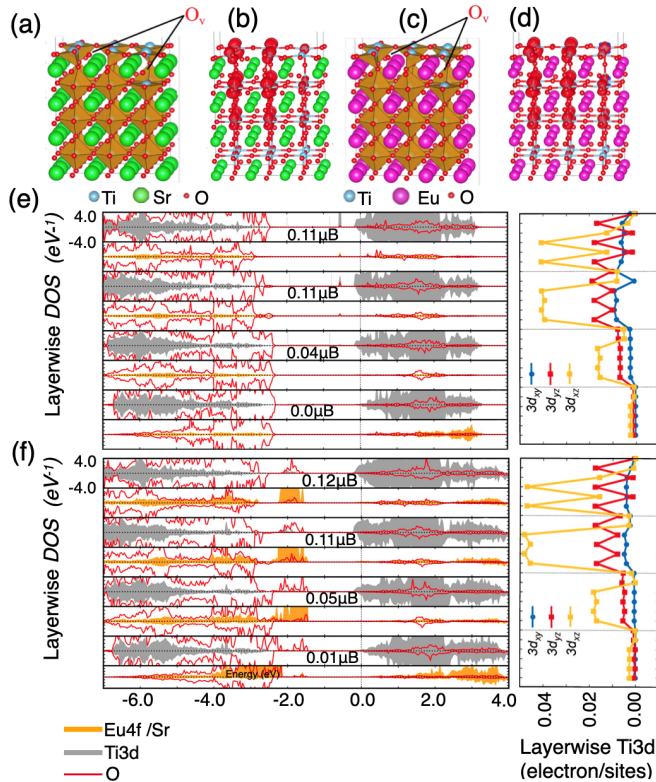 (a) Oᵥ (b) (c) Oᵥ (d)
Ti Sr O Ti Eu O
(e)
4.0
-4.0
Layerwise DOS (eV⁻¹)
0.11μB
0.11μB
0.04μB
0.0μB
3dxy
3dyz
3dxz
(f)
4.0
-4.0
Layerwise DOS (eV⁻¹)
0.12μB
0.11μB
0.05μB
0.01μB
Energy (eV)
3dxy
3dyz
3dxz
-6.0 -4.0 -2.0 0.0 2.0 4.0
0.04
0.02
0.00
Eu4f /Sr
Ti3d
O
Layerwise Ti3d
(electron/sites)